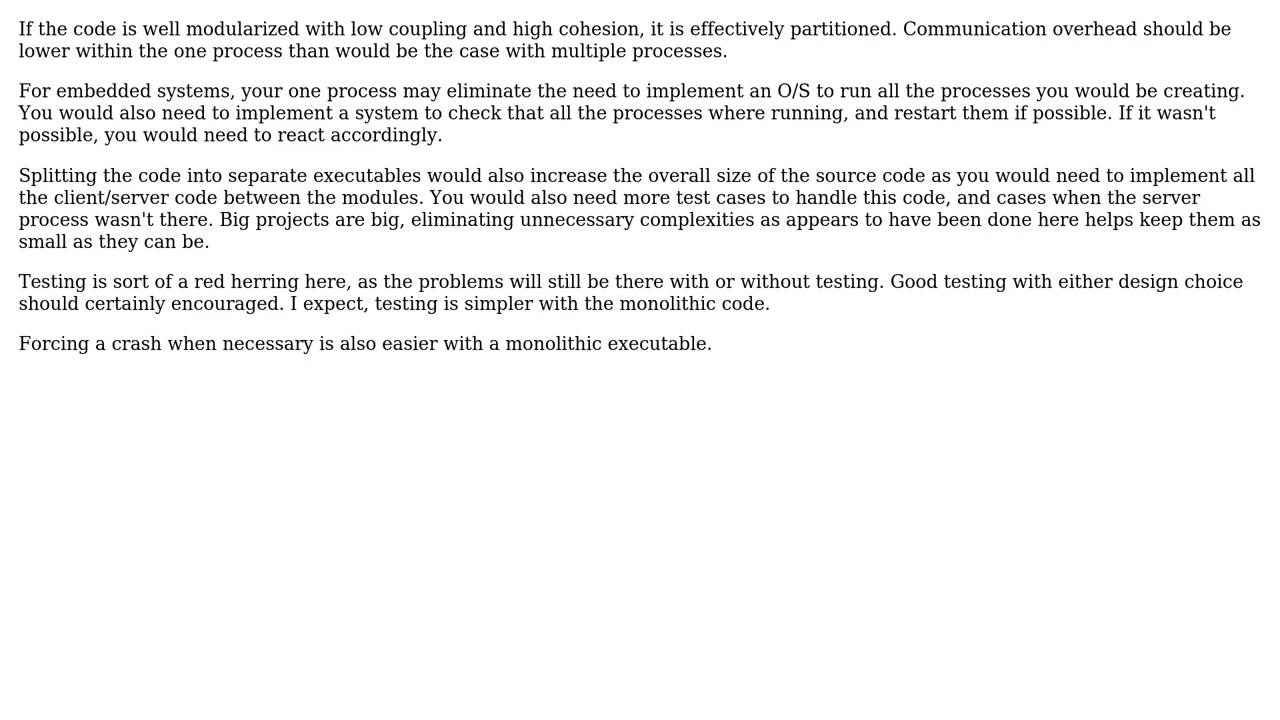 If the code is well modularized with low coupling and high cohesion, it is effectively partitioned. Communication overhead should be
lower within the one process than would be the case with multiple processes.
For embedded systems, your one process may eliminate the need to implement an O/S to run all the processes you would be creating.
You would also need to implement a system to check that all the processes where running, and restart them if possible. If it wasn't
possible, you would need to react accordingly.
Splitting the code into separate executables would also increase the overall size of the source code as you would need to implement all
the client/server code between the modules. You would also need more test cases to handle this code, and cases when the server
process wasn't there. Big projects are big, eliminating unnecessary complexities as appears to have been done here helps keep them as
small as they can be.
Testing is sort of a red herring here, as the problems will still be there with or without testing. Good testing with either design choice
should certainly encouraged. I expect, testing is simpler with the monolithic code.
Forcing a crash when necessary is also easier with a monolithic executable.